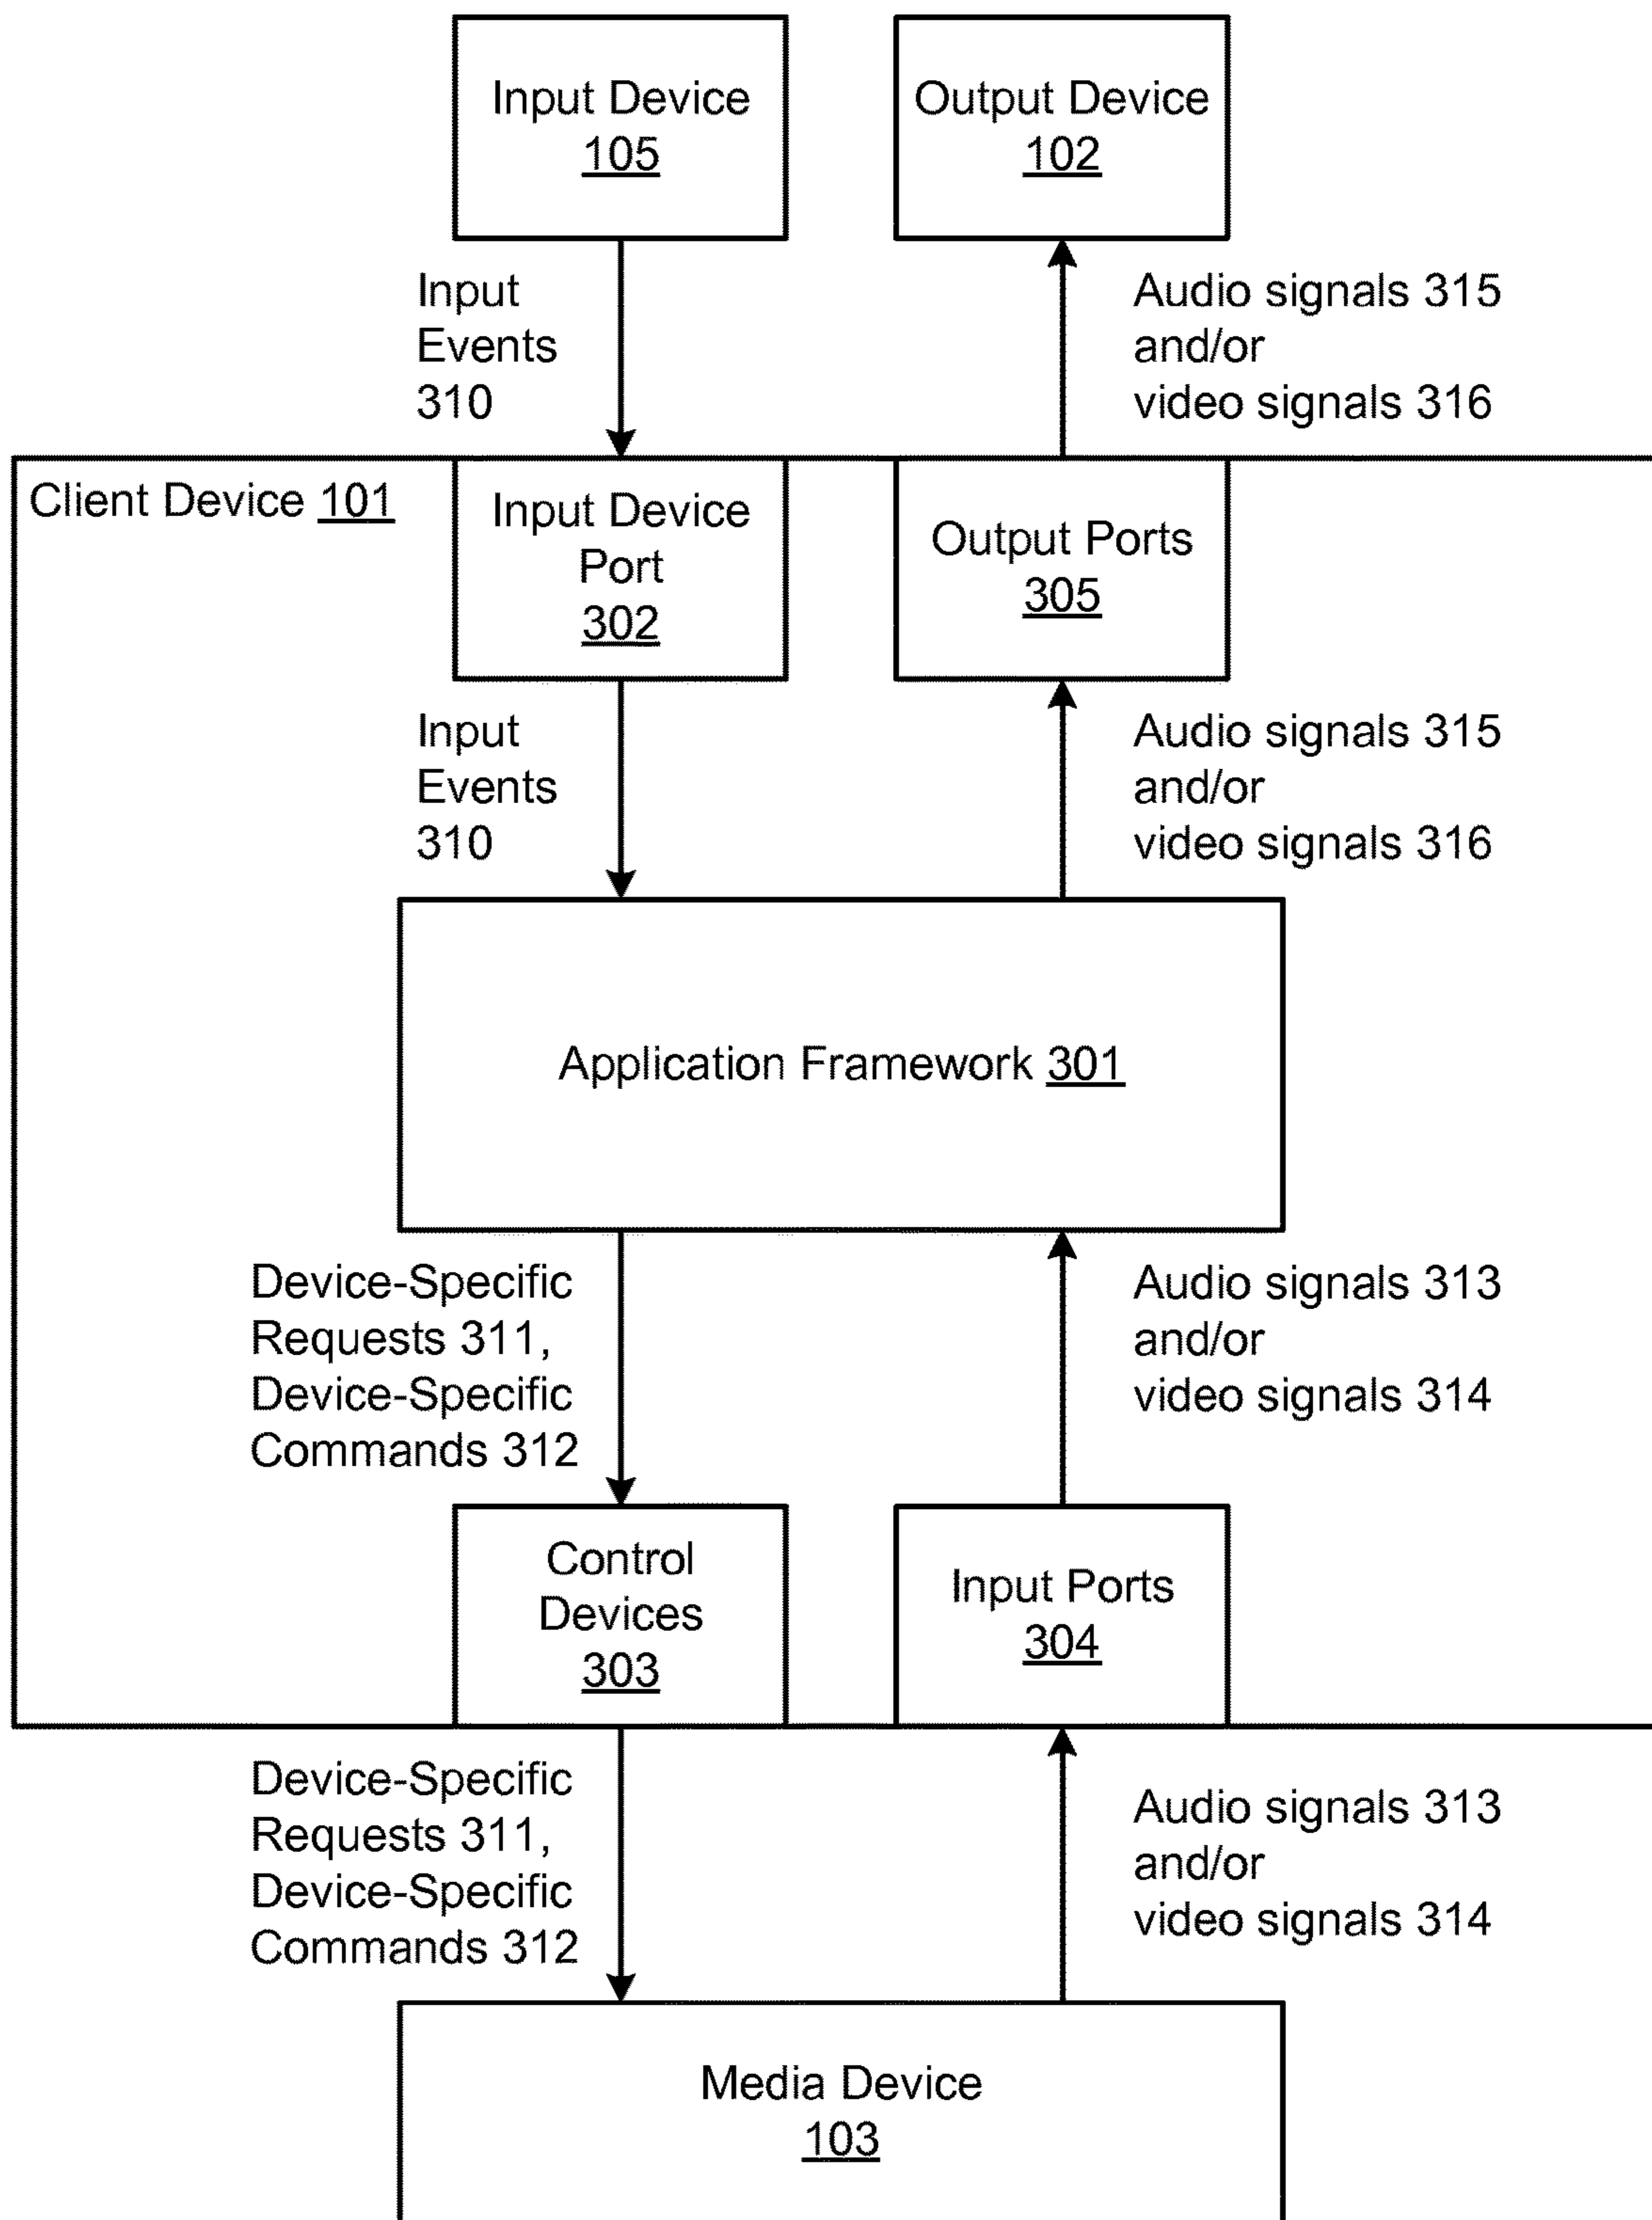 Input Device
105
Output Device
102
Input
Events
310
Audio signals 315
and/or
video signals 316
Client Device 101
Input Device
Port
302
Output Ports
305
Input
Events
310
Audio signals 315
and/or
video signals 316
Application Framework 301
Device-Specific
Requests 311,
Device-Specific
Commands 312
Audio signals 313
and/or
video signals 314
Control
Devices
303
Input Ports
304
Device-Specific
Requests 311,
Device-Specific
Commands 312
Audio signals 313
and/or
video signals 314
Media Device
103